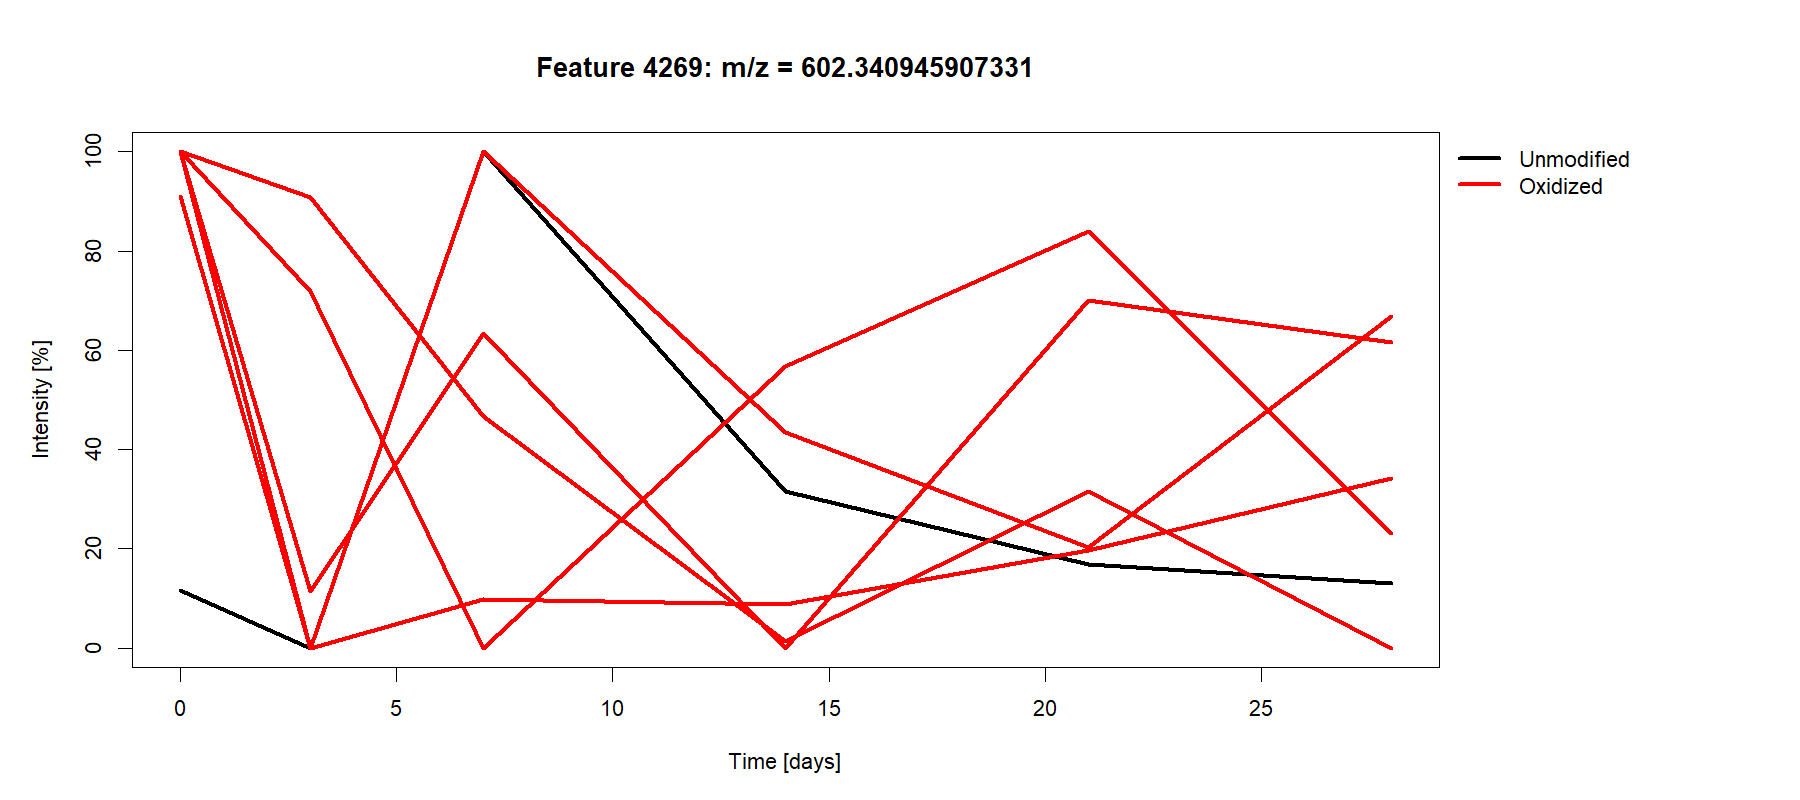 Feature 4269: m/z = 602.340945907331
Unmodified
Oxidized
Intensity [%]
100
80
60
40
20
0
0 5 10 15 20 25
Time [days]